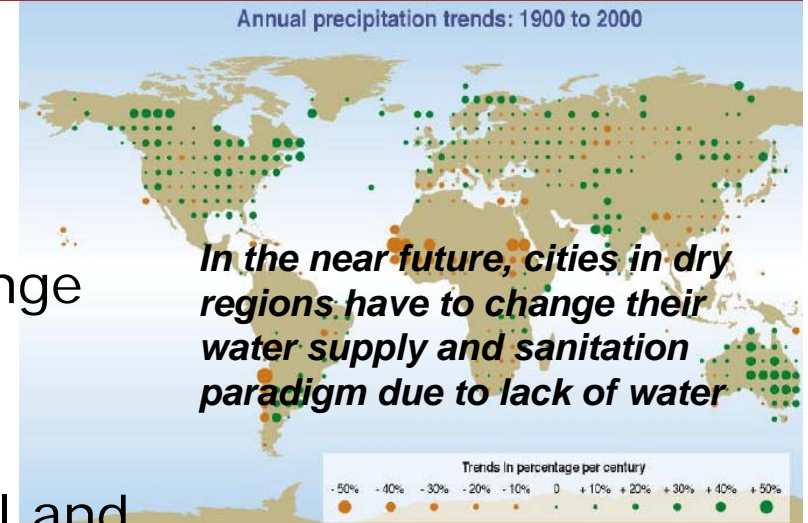 Annual precipitation trends: 1900 to 2000
nge
In the near future, cities in dry
regions have to change their
water supply and sanitation
paradigm due to lack of water
Trends in percentage per century
- 50% - 40% - 30% - 20% - 10% 0 + 10% + 20% + 30% + 40% + 50%
l and